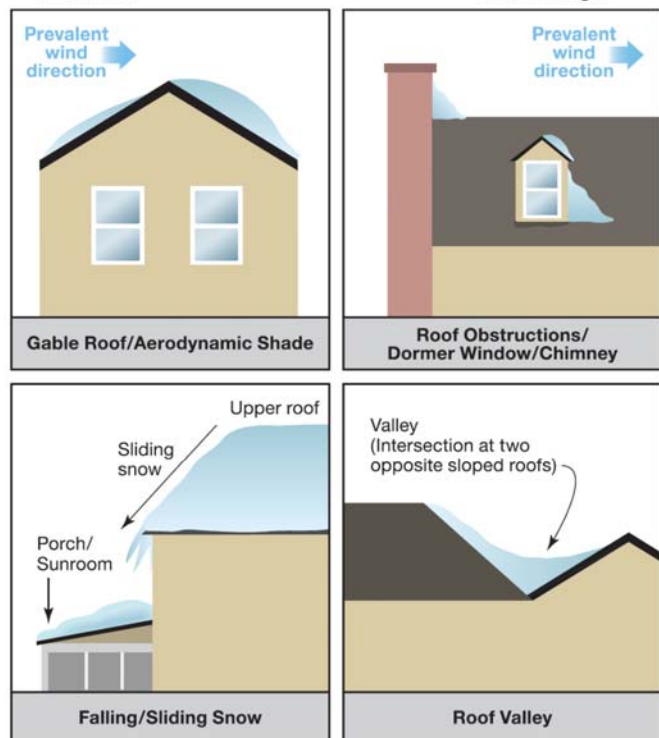 Prevalent
wind
direction
Gable Roof/Aerodynamic Shade
Prevalent
wind
direction
Roof Obstructions/
Dormer Window/Chimney
Upper roof
Sliding
snow
Porch/
Sunroom
Falling/Sliding Snow
Valley
(Intersection at two
opposite sloped roofs)
Roof Valley